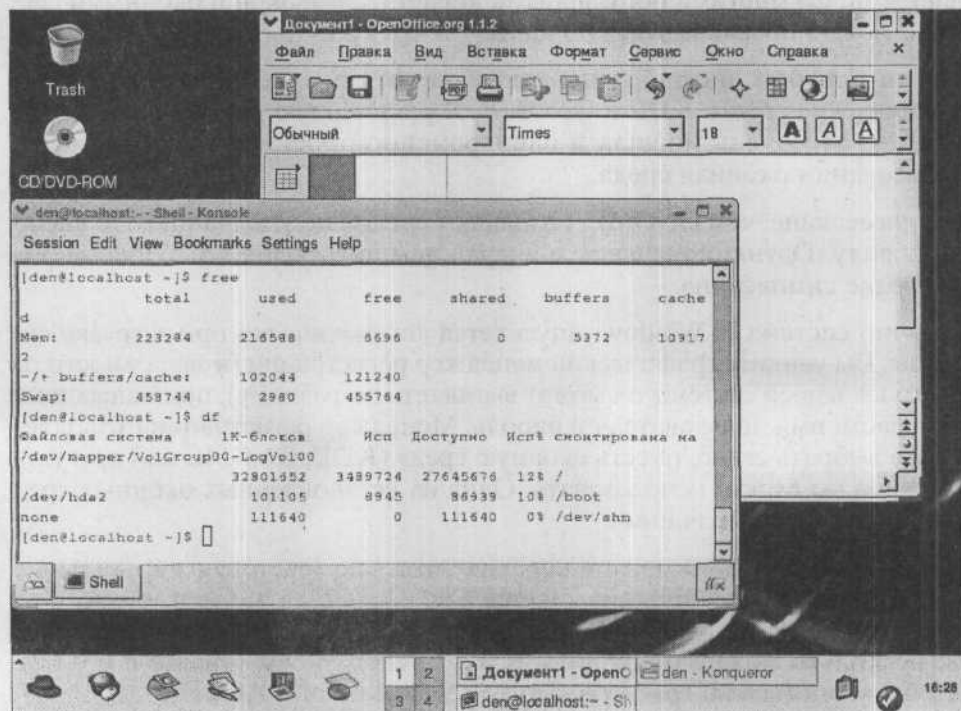 Trash
CD/DVD-ROM
Документ1 - OpenOffice.org 1.1.2
Файл Правка Вид Вставка Формат Сервис Окно Справка
Обычный Times 18 A A A
den@localhost:~ - Shell - Konsole
Session Edit View Bookmarks Settings Help
[den@localhost ~]$ free
total used free shared buffers cache
d
Mem: 223284 216588 6696 0 5372 10917
2
-/+ buffers/cache: 102044 121240
Swap: 458744 2980 455764
[den@localhost ~]$ df
Файловая система 1K-блоков Исп Доступно Исп% смонтирована на
/dev/mapper/VolGroup00-LogVol00
32800352 3489724 27645676 12% /
/dev/hda2 101105 8945 86939 10% /boot
none 111640 0 111640 0% /dev/shm
[den@localhost ~]$
Shell
1 2
3 4
Документ1 - OpenO
den - Konqueror
den@localhost:~ - Sh
16:28